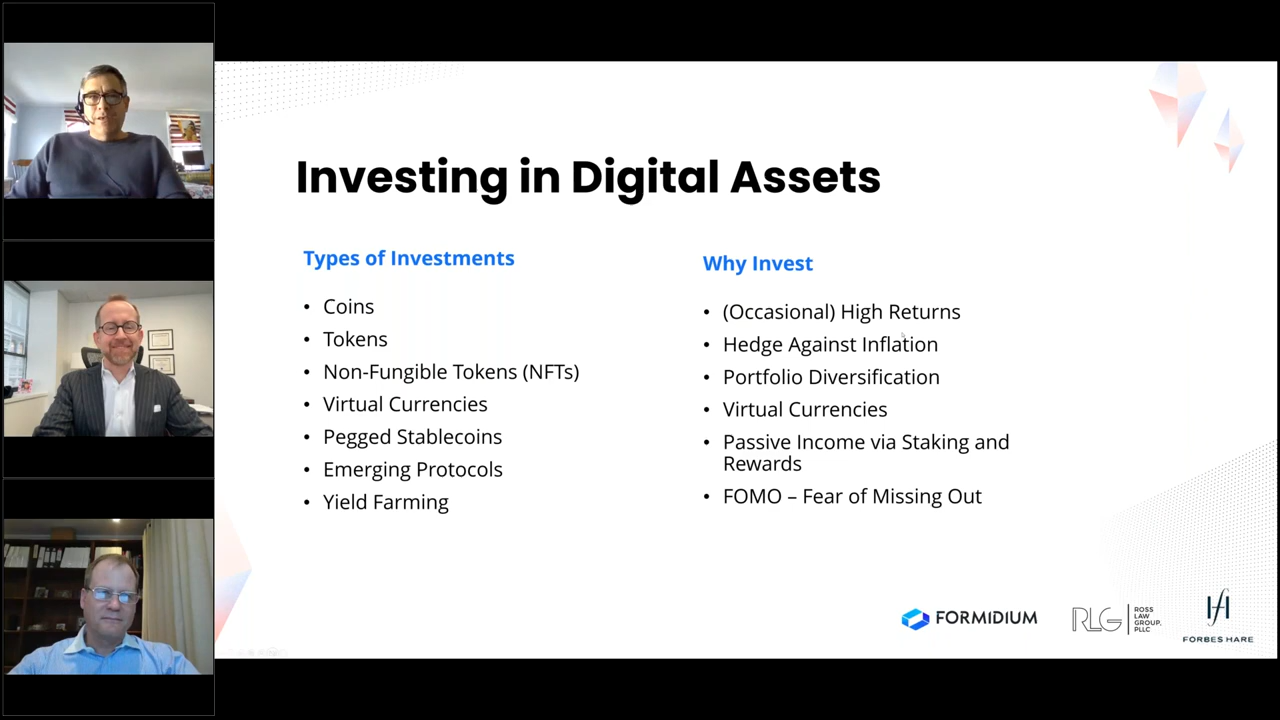 Investing in Digital Assets
Types of Investments
• Coins
• Tokens
• Non-Fungible Tokens (NFTs)
• Virtual Currencies
• Pegged Stablecoins
• Emerging Protocols
• Yield Farming
Why Invest
• (Occasional) High Returns
• Hedge Against Inflation
• Portfolio Diversification
• Virtual Currencies
• Passive Income via Staking and
Rewards
• FOMO – Fear of Missing Out
FORMIDIUM
RLG
ROSS
LAW
GROUP,
PLLC
FORBES HARE